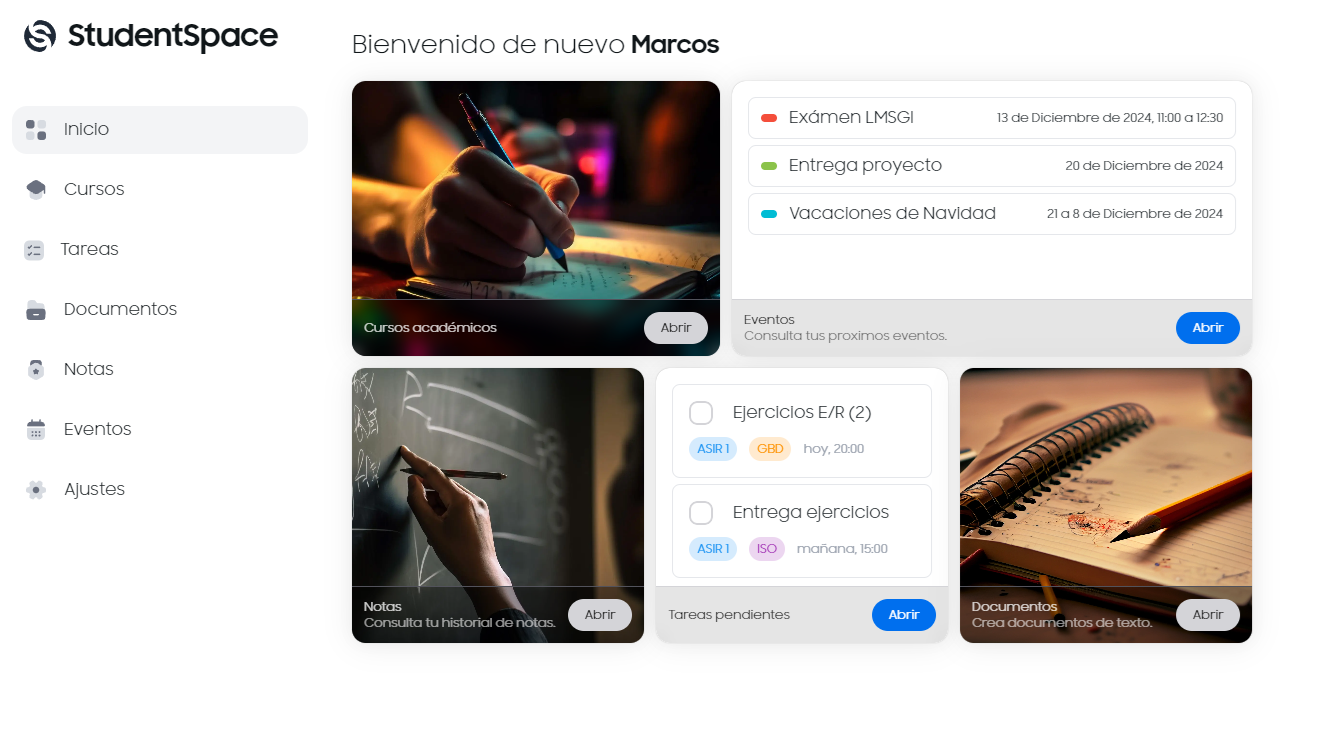 StudentSpace
Bienvenido de nuevo Marcos
Inicio
Cursos
Tareas
Documentos
Notas
Eventos
Ajustes
Cursos académicos
Abrir
Exámen LMSGI 13 de Diciembre de 2024, 11:00 a 12:30
Entrega proyecto 20 de Diciembre de 2024
Vacaciones de Navidad 21 a 8 de Diciembre de 2024
Eventos
Consulta tus proximos eventos.
Abrir
Notas
Consulta tu historial de notas.
Abrir
Ejercicios E/R (2)
ASIR 1 GBD hoy, 20:00
Entrega ejercicios
ASIR 1 ISO mañana, 15:00
Tareas pendientes
Abrir
Documentos
Crea documentos de texto.
Abrir